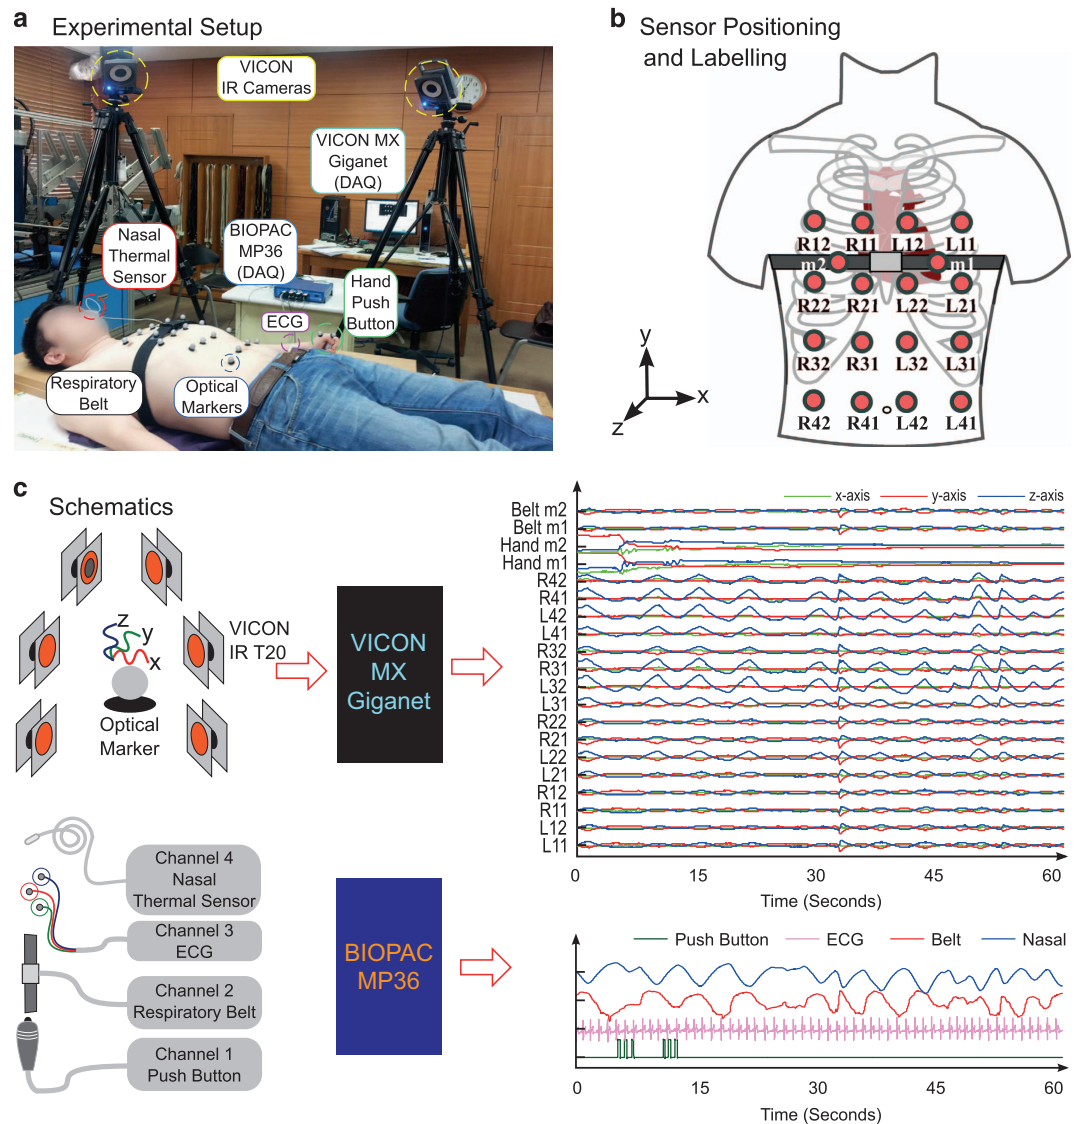 a Experimental Setup
VICON
IR Cameras
VICON MX
Giganet
(DAQ)
Nasal
Thermal
Sensor
BIOPAC
MP36
(DAQ)
Hand
Push
Button
ECG
Respiratory
Belt
Optical
Markers
b Sensor Positioning
and Labelling
R12 R11 L12 L11
m2 m1
R22 R21 L22 L21
R32 R31 L32 L31
R42 R41 L42 L41
y
x
z
c Schematics
z
y
x
VICON
IR T20
Optical
Marker
VICON
MX
Giganet
x-axis y-axis z-axis
Belt m2
Belt m1
Hand m2
Hand m1
R42
R41
L42
L41
R32
R31
L32
L31
R22
R21
L22
L21
R12
R11
L12
L11
0 15 30 45 60
Time (Seconds)
Channel 4
Nasal
Thermal Sensor
Channel 3
ECG
Channel 2
Respiratory Belt
Channel 1
Push Button
BIOPAC
MP36
Push Button ECG Belt Nasal
0 15 30 45 60
Time (Seconds)